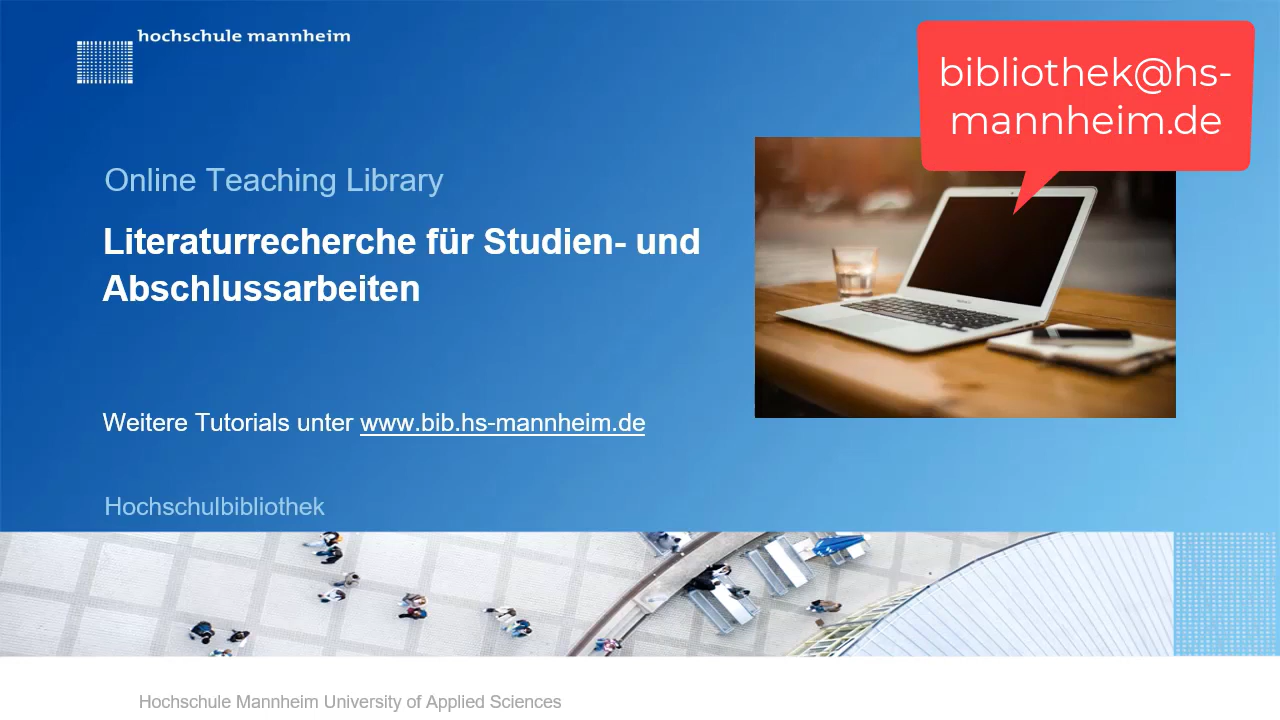 hochschule mannheim
bibliothek@hs-
mannheim.de
Online Teaching Library
Literaturrecherche für Studien- und
Abschlussarbeiten
Weitere Tutorials unter www.bib.hs-mannheim.de
Hochschulbibliothek
Hochschule Mannheim University of Applied Sciences